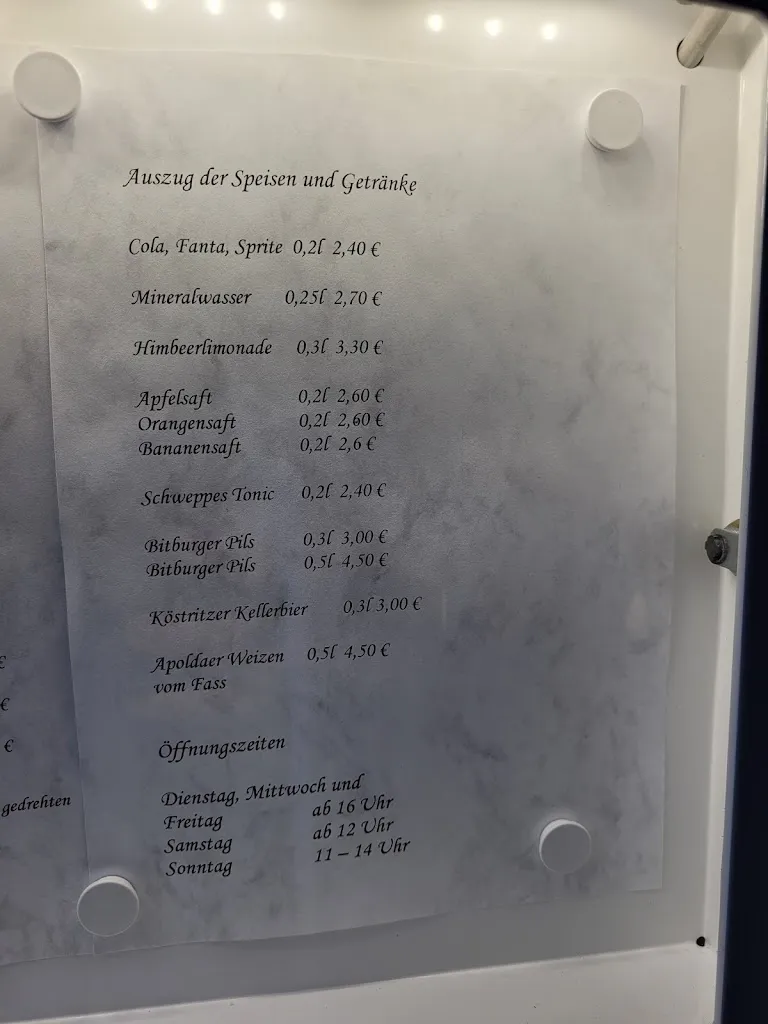 Auszug der Speisen und Getränke
Cola, Fanta, Sprite 0,2l 2,40 €
Mineralwasser 0,25l 2,70 €
Himbeerlimonade 0,3l 3,30 €
Apfelsaft 0,2l 2,60 €
Orangensaft 0,2l 2,60 €
Bananensaft 0,2l 2,6 €
Schweppes Tonic 0,2l 2,40 €
Bitburger Pils 0,3l 3,00 €
Bitburger Pils 0,5l 4,50 €
Köstritzer Kellerbier 0,3l 3,00 €
Apoldaer Weizen 0,5l 4,50 €
vom Fass
Öffnungszeiten
Dienstag, Mittwoch und
Freitag ab 16 Uhr
Samstag ab 12 Uhr
Sonntag 11 – 14 Uhr
€
€
€
gedrehten